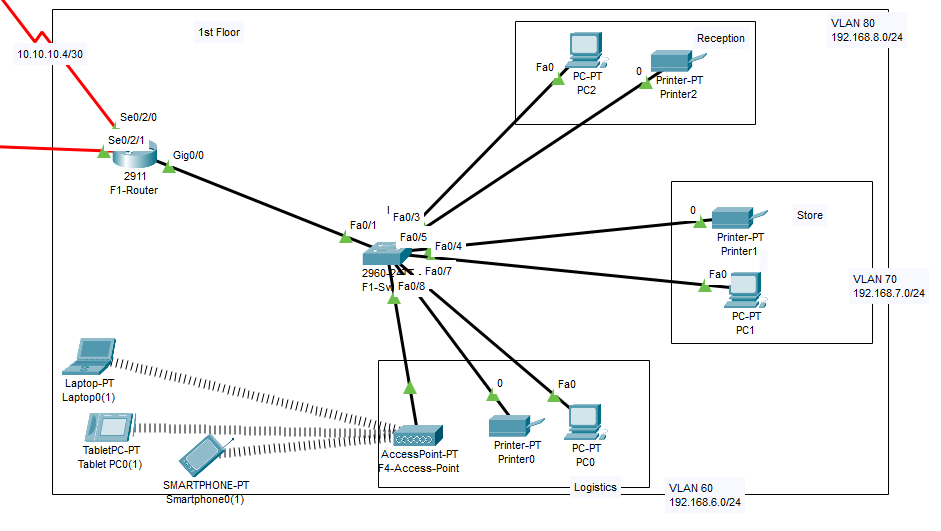 1st Floor
VLAN 80
192.168.8.0/24
Reception
10.10.10.4/30
Fa0
PC-PT
PC2
0
Printer-PT
Printer2
Se0/2/0
Se0/2/1
Gig0/0
2911
F1-Router
Fa0/1
Fa0/3
Fa0/5
Fa0/4
Fa0/7
Fa0/8
F1-Sw
0
Printer-PT
Printer1
Store
Fa0
PC-PT
PC1
VLAN 70
192.168.7.0/24
Laptop-PT
Laptop0(1)
TabletPC-PT
Tablet PC0(1)
SMARTPHONE-PT
Smartphone0(1)
AccessPoint-PT
F4-Access-Point
0
Printer-PT
Printer0
Fa0
PC-PT
PC0
Logistics
VLAN 60
192.168.6.0/24